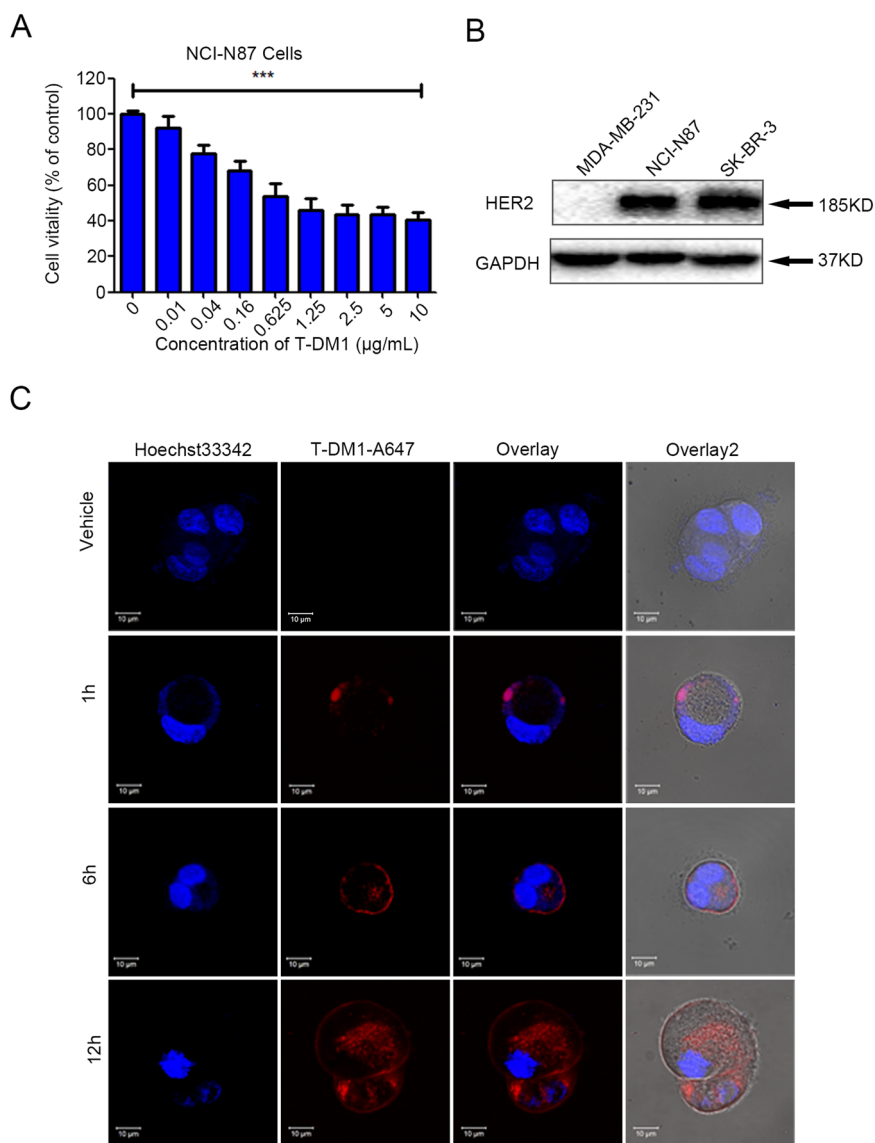 A
NCI-N87 Cells
***
Cell vitality (% of control)
120
100
80
60
40
20
0
0 0.01 0.04 0.16 0.625 1.25 2.5 5 10
Concentration of T-DM1 (μg/mL)
B
MDA-MB-231 NCI-N87 SK-BR-3
HER2 185KD
GAPDH 37KD
C
Hoechst33342 T-DM1-A647 Overlay Overlay2
Vehicle
10 μm 10 μm 10 μm 10 μm
1h
10 μm 10 μm 10 μm 10 μm
6h
10 μm 10 μm 10 μm 10 μm
12h
10 μm 10 μm 10 μm 10 μm